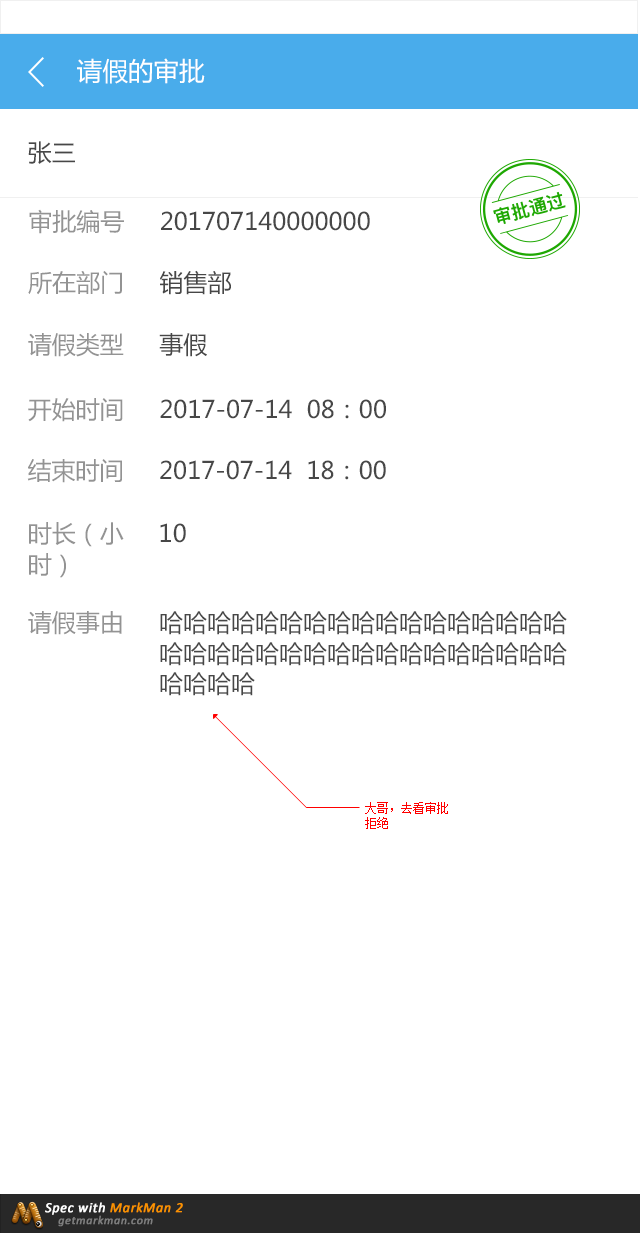 请假的审批
张三
审批通过
审批编号 201707140000000
所在部门 销售部
请假类型 事假
开始时间 2017-07-14 08：00
结束时间 2017-07-14 18：00
时长（小 10
时）
请假事由 哈哈哈哈哈哈哈哈哈哈哈哈哈哈哈哈哈
哈哈哈哈哈哈哈哈哈哈哈哈哈哈哈哈哈
哈哈哈哈
大哥，去看审批
拒绝
Spec with MarkMan 2
getmarkman.com